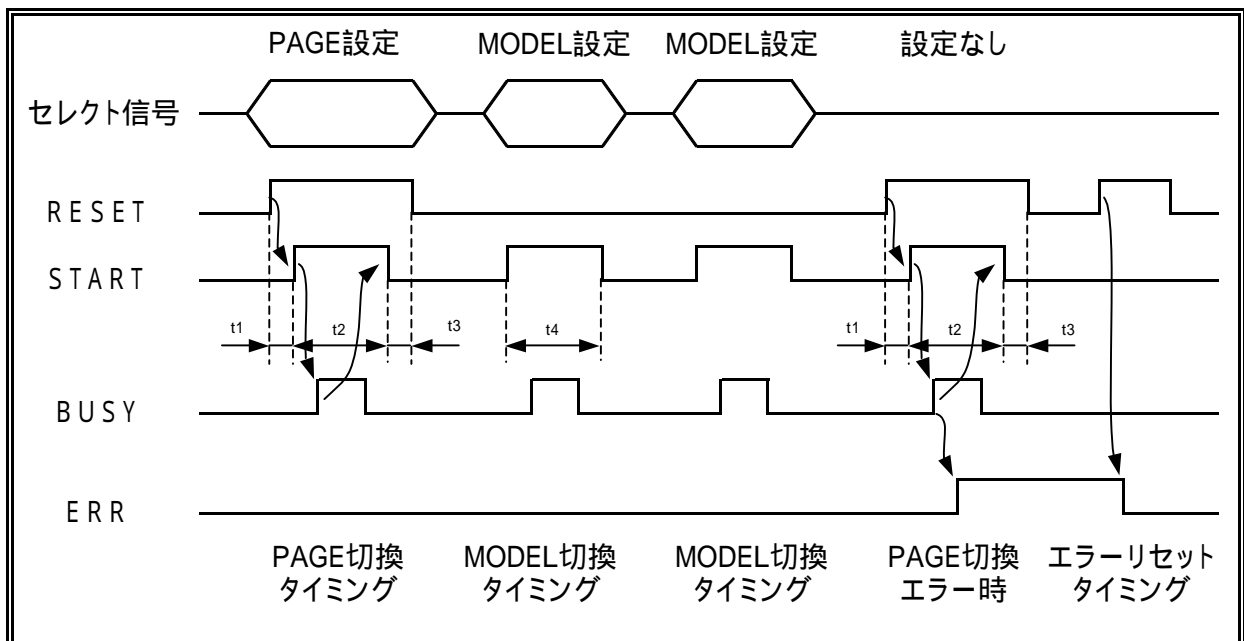 PAGE設定 MODEL設定 MODEL設定 設定なし
セレクト信号
ＲＥＳＥＴ
ＳＴＡＲＴ
t1 t2 t3 t4 t1 t2 t3
ＢＵＳＹ
ＥＲＲ
PAGE切換 MODEL切換 MODEL切換 PAGE切換 エラーリセット
タイミング タイミング タイミング エラー時 タイミング